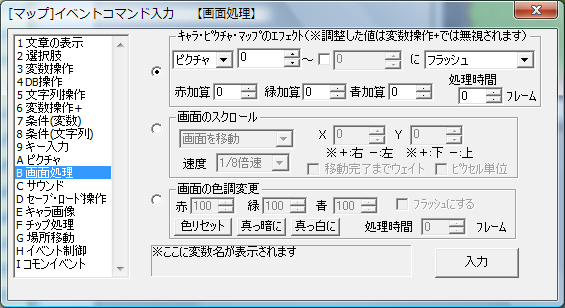 [マップ]イベントコマンド入力　【画面処理】
1 文章の表示
2 選択肢
3 変数操作
4 DB操作
5 文字列操作
6 変数操作+
7 条件(変数)
8 条件(文字列)
9 キー入力
A ピクチャ
B 画面処理
C サウンド
D セーブ・ロード操作
E キャラ画像
F チップ処理
G 場所移動
H イベント制御
I コモンイベント
キャラ・ピクチャ・マップのエフェクト(※調整した値は変数操作+では無視されます)
ピクチャ 0 ～ 0 に フラッシュ
赤加算 0 緑加算 0 青加算 0 処理時間 0 フレーム
画面のスクロール
画面を移動 X 0 Y 0
※+:右 -:左 ※+:下 -:上
速度 1/8倍速 移動完了までウェイト ピクセル単位
画面の色調変更
赤 100 緑 100 青 100 フラッシュにする
色リセット 真っ暗に 真っ白に 処理時間 0 フレーム
※ここに変数名が表示されます
入力